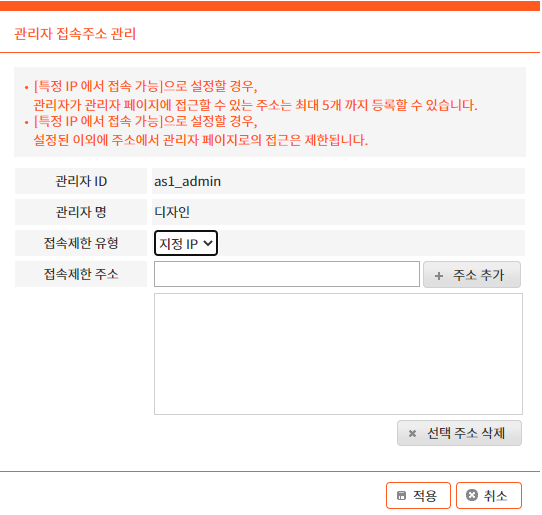 관리자 접속주소 관리
• [특정 IP 에서 접속 가능]으로 설정할 경우,
관리자가 관리자 페이지에 접근할 수 있는 주소는 최대 5개 까지 등록할 수 있습니다.
• [특정 IP 에서 접속 가능]으로 설정할 경우,
설정된 이외에 주소에서 관리자 페이지로의 접근은 제한됩니다.
관리자 ID as1_admin
관리자 명 디자인
접속제한 유형 지정 IP
접속제한 주소 + 주소 추가
선택 주소 삭제
적용 취소